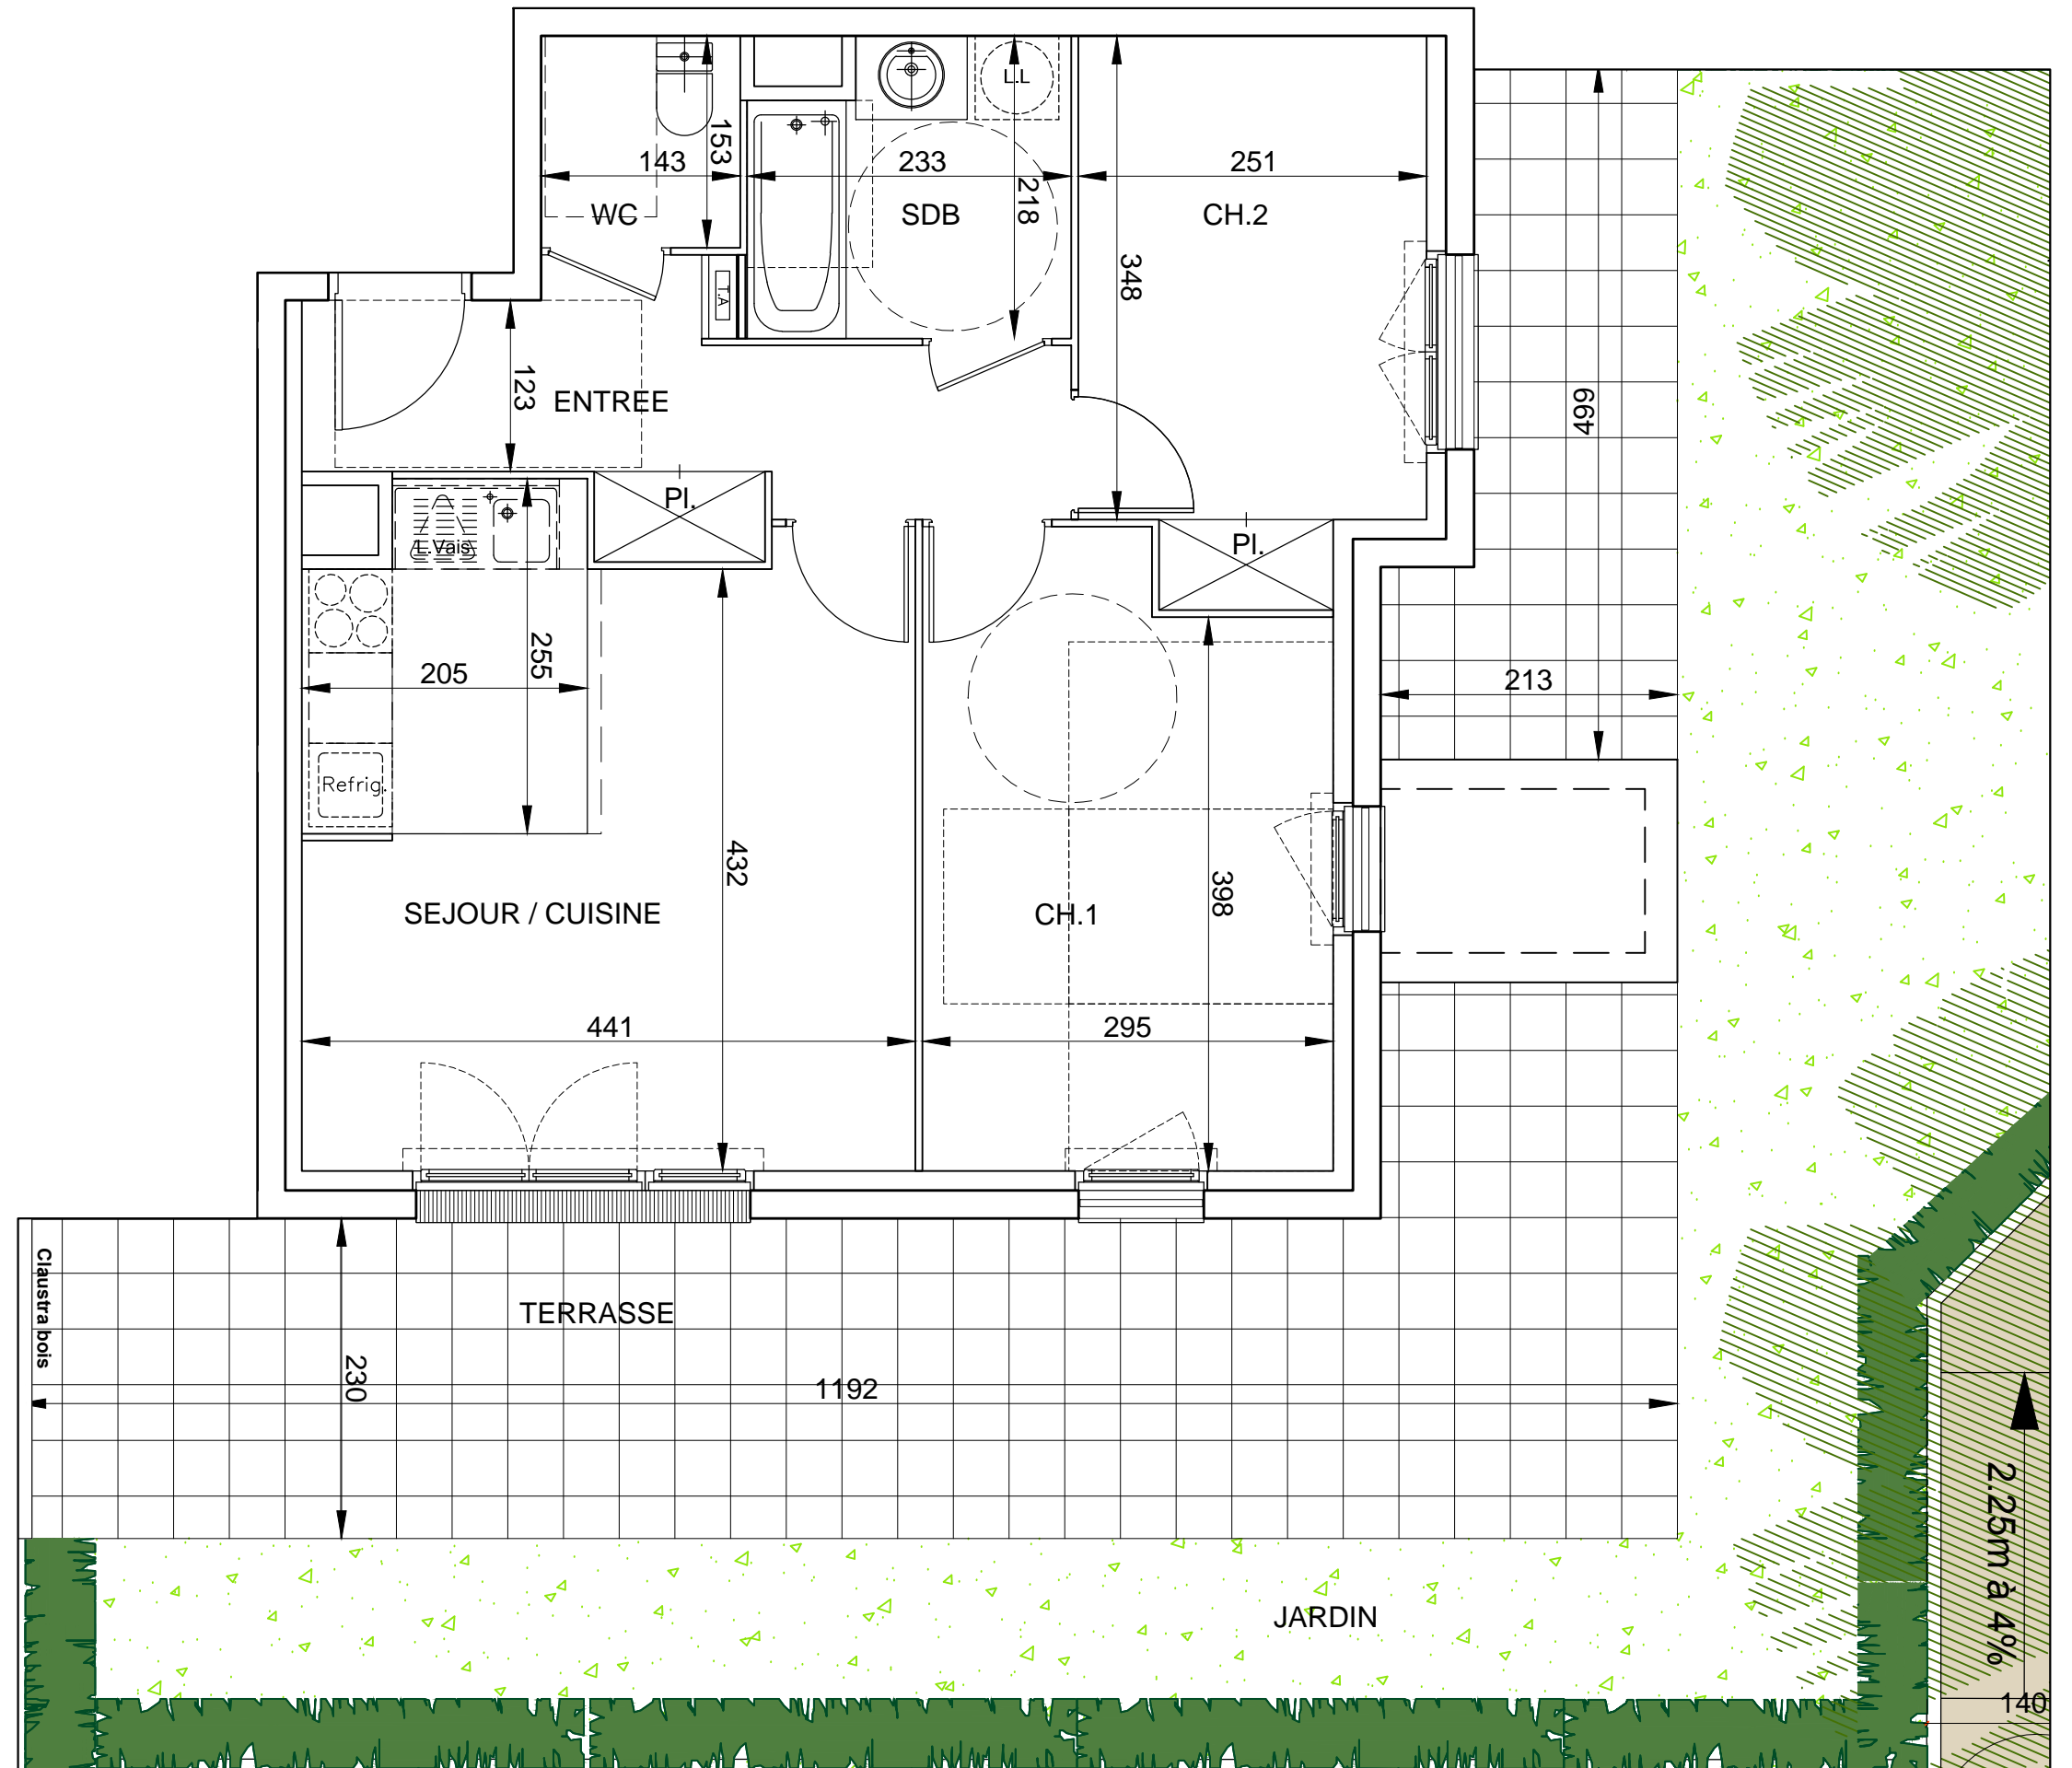 L.L
153
143
233
251
218
WC
SDB
CH.2
348
T.A
123
ENTREE
499
Pl.
L.Vais
Pl.
255
205
213
Refrig.
432
398
SEJOUR / CUISINE
CH.1
441
295
Claustra bois
TERRASSE
230
1192
2.25m à 4%
JARDIN
140